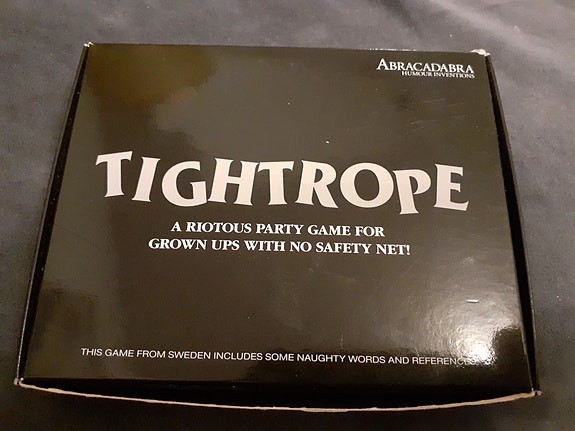 ABRACADABRA
HUMOUR INVENTIONS
TIGHTROPE
A RIOTOUS PARTY GAME FOR
GROWN UPS WITH NO SAFETY NET!
THIS GAME FROM SWEDEN INCLUDES SOME NAUGHTY WORDS AND REFERENCES.